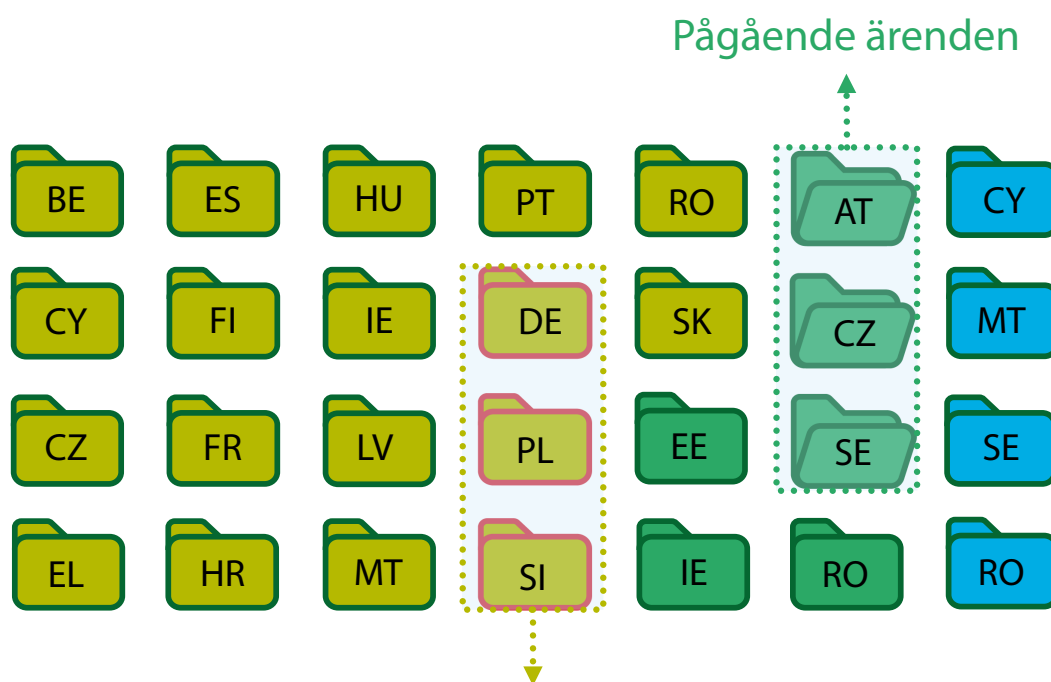 Pågående ärenden
BE ES HU PT RO AT CY
CY FI IE DE SK CZ MT
CZ FR LV PL EE SE SE
EL HR MT SI IE RO RO